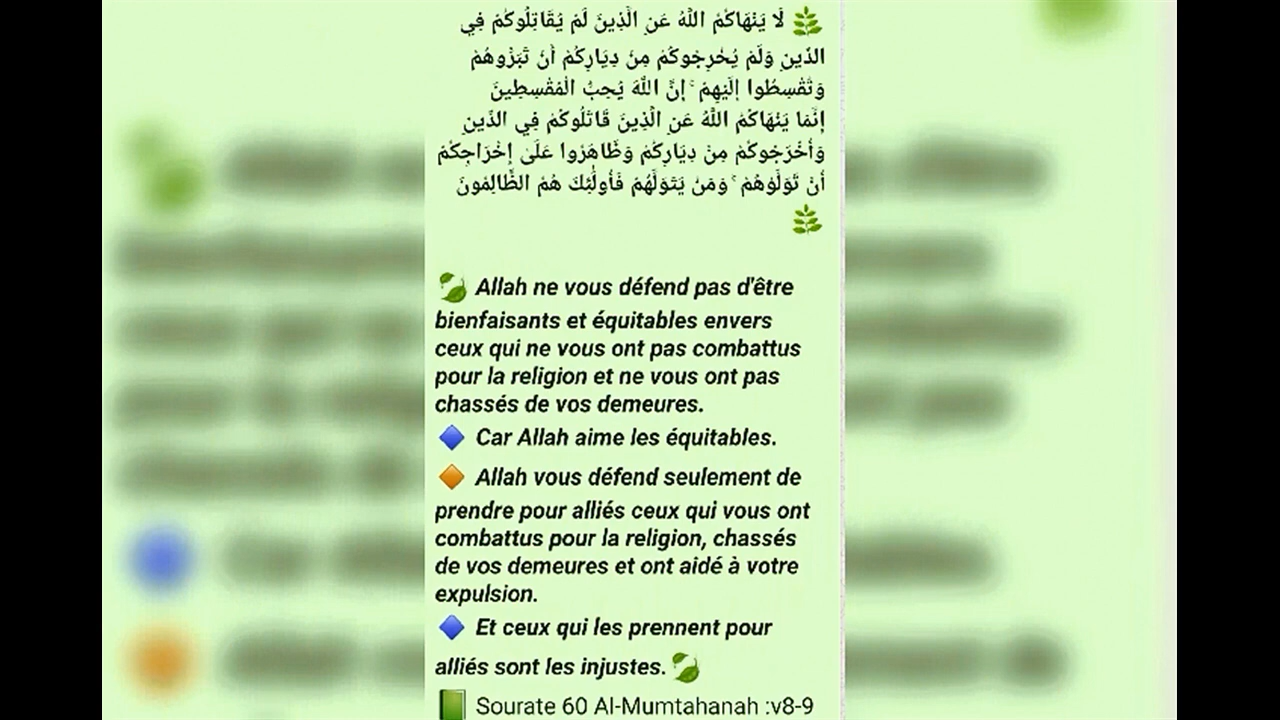 🌿 لَا يَنْهَاكُمُ اللَّهُ عَنِ الَّذِينَ لَمْ يُقَاتِلُوكُمْ فِي
الدِّينِ وَلَمْ يُخْرِجُوكُمْ مِنْ دِيَارِكُمْ أَنْ تَبَرُّوهُمْ
وَتُقْسِطُوا إِلَيْهِمْ ۚ إِنَّ اللَّهَ يُحِبُّ الْمُقْسِطِينَ
إِنَّمَا يَنْهَاكُمُ اللَّهُ عَنِ الَّذِينَ قَاتَلُوكُمْ فِي الدِّينِ
وَأَخْرَجُوكُمْ مِنْ دِيَارِكُمْ وَظَاهَرُوا عَلَىٰ إِخْرَاجِكُمْ
أَنْ تَوَلَّوْهُمْ ۚ وَمَنْ يَتَوَلَّهُمْ فَأُولَٰئِكَ هُمُ الظَّالِمُونَ
🌿
🍃 Allah ne vous défend pas d'être
bienfaisants et équitables envers
ceux qui ne vous ont pas combattus
pour la religion et ne vous ont pas
chassés de vos demeures.
🔷 Car Allah aime les équitables.
🔶 Allah vous défend seulement de
prendre pour alliés ceux qui vous ont
combattus pour la religion, chassés
de vos demeures et ont aidé à votre
expulsion.
🔷 Et ceux qui les prennent pour
alliés sont les injustes.🍃
📗 Sourate 60 Al-Mumtahanah :v8-9